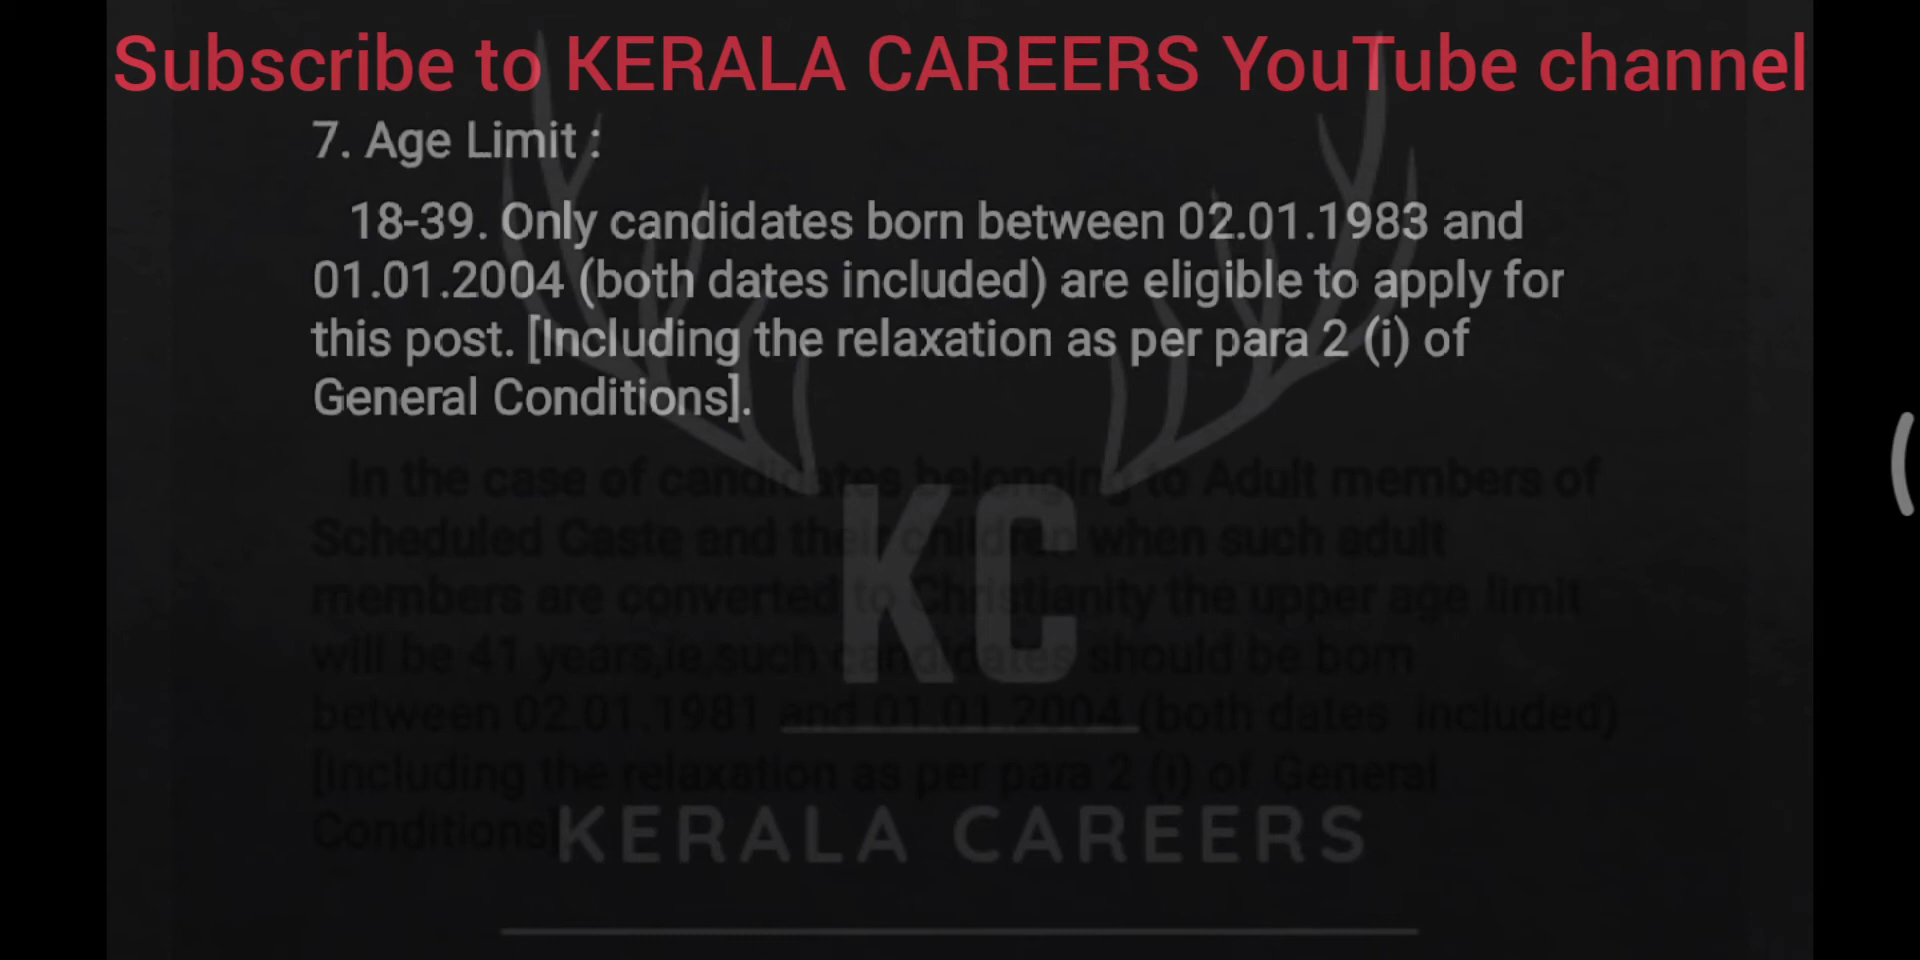 Subscribe to KERALA CAREERS YouTube channel
7. Age Limit :
18-39. Only candidates born between 02.01.1983 and
01.01.2004 (both dates included) are eligible to apply for
this post. [Including the relaxation as per para 2 (i) of
General Conditions].
In the case of candidates belonging to Adult members of
Scheduled Caste and their children when such adult
members are converted to Christianity the upper age limit
will be 41 years,ie,such candidates should be born
between 02.01.1981 and 01.01.2004 (both dates included)
[Including the relaxation as per para 2 (i) of General
Conditions]
KC
KERALA CAREERS